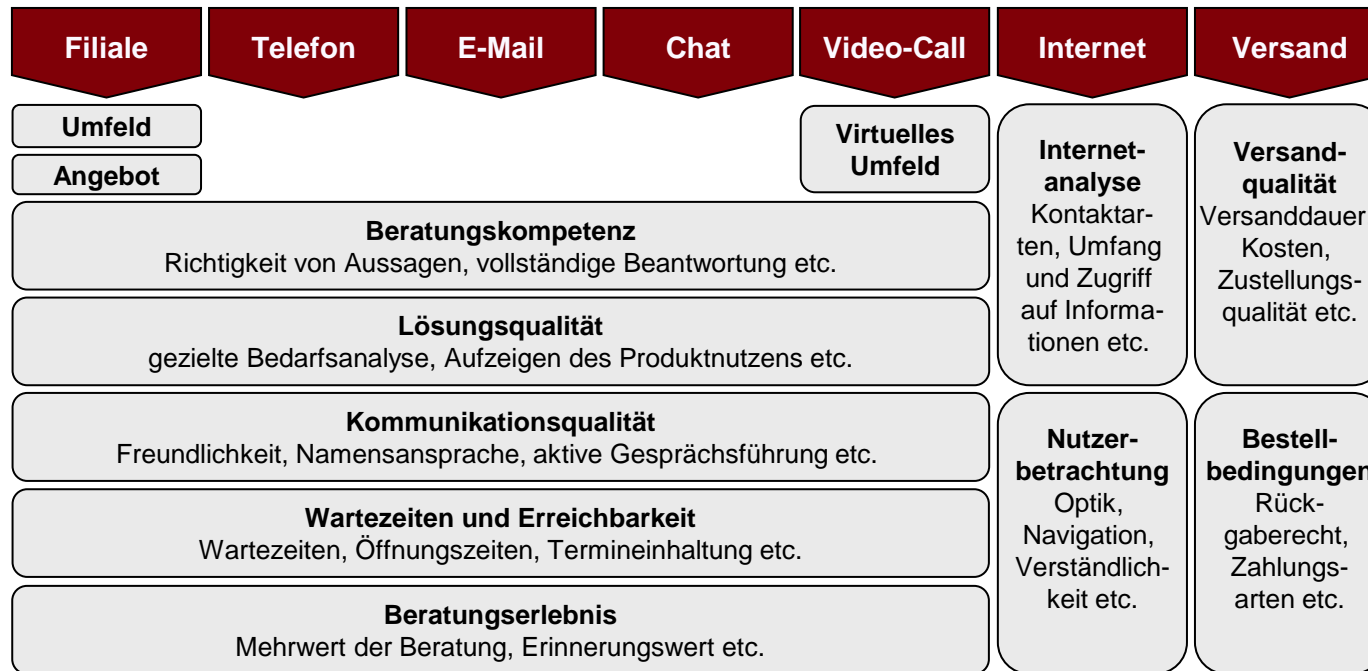 Filiale
Telefon
E-Mail
Chat
Video-Call
Internet
Versand
Umfeld
Angebot
Virtuelles
Umfeld
Beratungskompetenz
Richtigkeit von Aussagen, vollständige Beantwortung etc.
Lösungsqualität
gezielte Bedarfsanalyse, Aufzeigen des Produktnutzens etc.
Kommunikationsqualität
Freundlichkeit, Namensansprache, aktive Gesprächsführung etc.
Wartezeiten und Erreichbarkeit
Wartezeiten, Öffnungszeiten, Termineinhaltung etc.
Beratungserlebnis
Mehrwert der Beratung, Erinnerungswert etc.
Internet-
analyse
Kontaktar-
ten, Umfang
und Zugriff
auf Informa-
tionen etc.
Nutzer-
betrachtung
Optik,
Navigation,
Verständlich-
keit etc.
Versand-
qualität
Versanddauer
Kosten,
Zustellungs-
qualität etc.
Bestell-
bedingungen
Rück-
gaberecht,
Zahlungs-
arten etc.